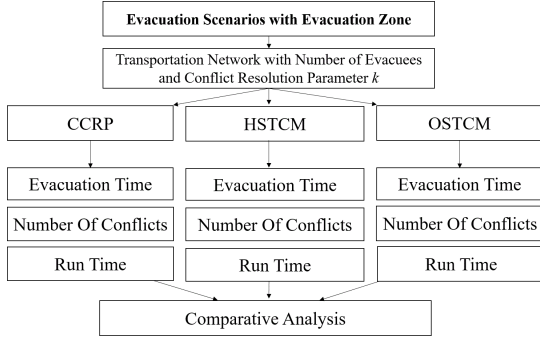 Evacuation Scenarios with Evacuation Zone
Transportation Network with Number of Evacuees
and Conflict Resolution Parameter k
CCRP
HSTCM
OSTCM
Evacuation Time
Evacuation Time
Evacuation Time
Number Of Conflicts
Number Of Conflicts
Number Of Conflicts
Run Time
Run Time
Run Time
Comparative Analysis